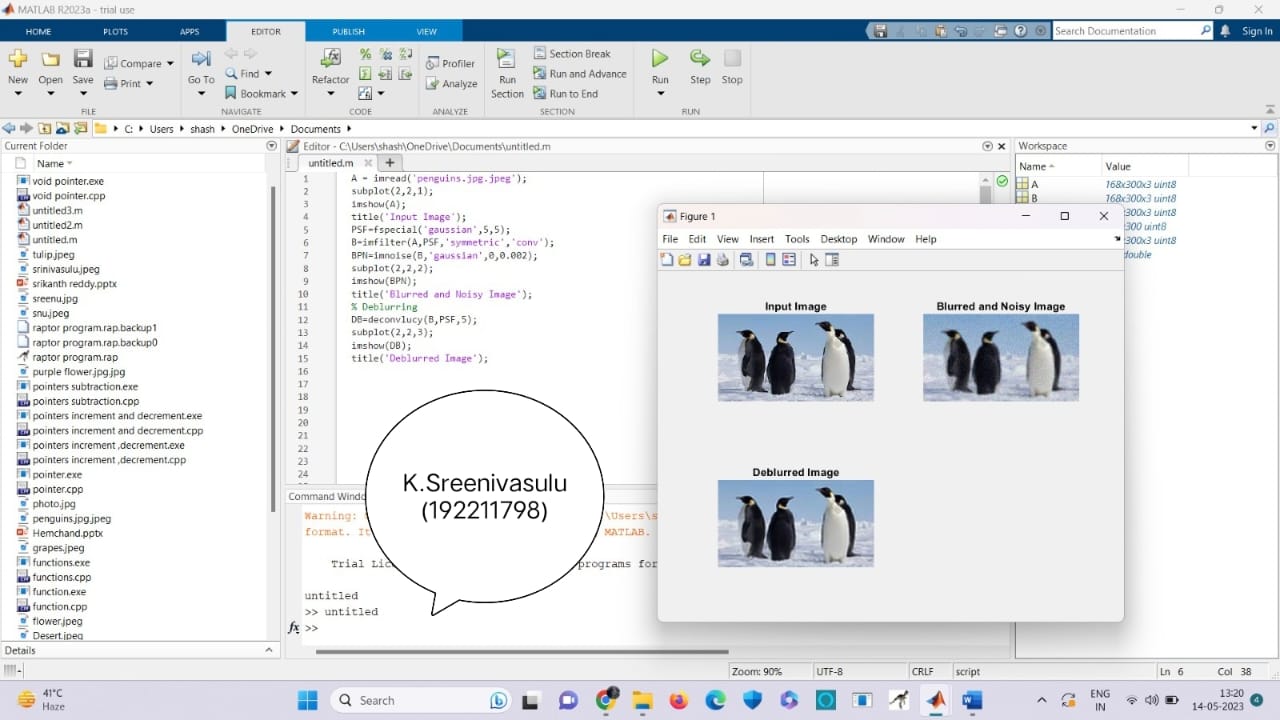 MATLAB R2023a - trial use
HOME PLOTS APPS EDITOR PUBLISH VIEW
Search Documentation
Sign In
New Open Save
Compare
Print
FILE
Go To
Find
Bookmark
NAVIGATE
Refactor
CODE
Profiler
Analyze
ANALYZE
Run Section
Section Break
Run and Advance
Run to End
SECTION
Run Step Stop
RUN
C: Users shash OneDrive Documents
Current Folder
Name
void pointer.exe
void pointer.cpp
untitled3.m
untitled2.m
untitled.m
tulip.jpeg
srinivasulu.jpeg
srikanth reddy.pptx
sreenu.jpg
snu.jpeg
raptor program.rap.backup1
raptor program.rap.backup0
raptor program.rap
purple flower.jpg.jpg
pointers subtraction.exe
pointers subtraction.cpp
pointers increment and decrement.exe
pointers increment and decrement.cpp
pointers increment ,decrement.exe
pointers increment ,decrement.cpp
pointer.exe
pointer.cpp
photo.jpg
penguins.jpg.jpeg
Hemchand.pptx
grapes.jpeg
functions.exe
functions.cpp
function.exe
function.cpp
flower.jpeg
Desert.jpeg
Details
Editor - C:\Users\shash\OneDrive\Documents\untitled.m
untitled.m
1 A = imread('penguins.jpg.jpeg');
2 subplot(2,2,1);
3 imshow(A);
4 title('Input Image');
5 PSF=fspecial('gaussian',5,5);
6 B=imfilter(A,PSF,'symmetric','conv');
7 BPN=imnoise(B,'gaussian',0,0.002);
8 subplot(2,2,2);
9 imshow(BPN);
10 title('Blurred and Noisy Image');
11 % Deblurring
12 DB=deconvlucy(B,PSF,5);
13 subplot(2,2,3);
14 imshow(DB);
15 title('Deblurred Image');
16
17
18
19
20
21
22
23
24
K.Sreenivasulu
(192211798)
Command Windo
Warning: \Users\s
format. It MATLAB.
Trial Lic programs for
untitled
>> untitled
fx >>
Workspace
Name Value
A 168x300x3 uint8
B 168x300x3 uint8
300x3 uint8
300 uint8
300x3 uint8
double
Figure 1
File Edit View Insert Tools Desktop Window Help
Input Image
Blurred and Noisy Image
Deblurred Image
Zoom: 90% UTF-8 CRLF script Ln 6 Col 38
41°C
Haze
Search
ENG
IN
13:20
14-05-2023
4